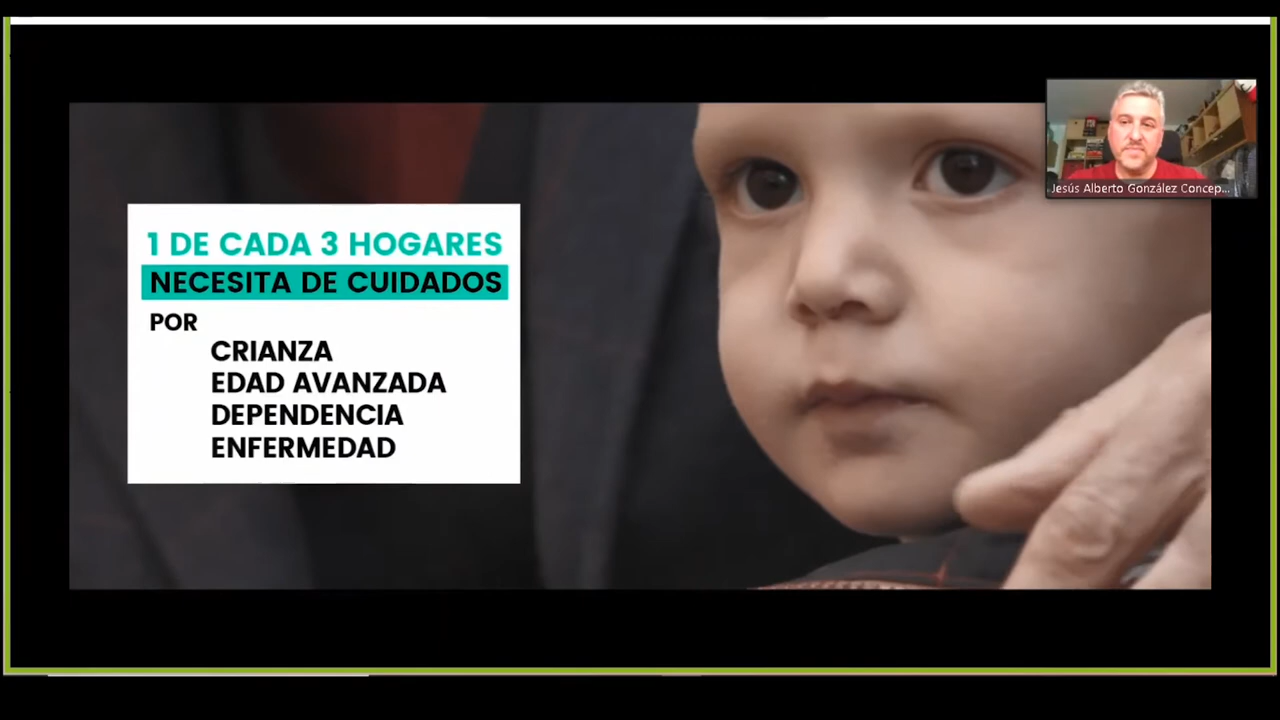 1 DE CADA 3 HOGARES
NECESITA DE CUIDADOS
POR
CRIANZA
EDAD AVANZADA
DEPENDENCIA
ENFERMEDAD
Jesús Alberto González Concep...